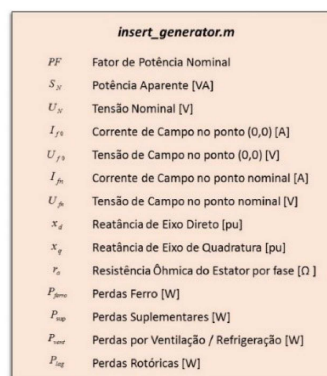 insert_generator.m
PF Fator de Potência Nominal
S_N Potência Aparente [VA]
U_N Tensão Nominal [V]
I_f0 Corrente de Campo no ponto (0,0) [A]
U_f0 Tensão de Campo no ponto (0,0) [V]
I_fn Corrente de Campo no ponto nominal [A]
U_fn Tensão de Campo no ponto nominal [V]
x_d Reatância de Eixo Direto [pu]
x_q Reatância de Eixo de Quadratura [pu]
r_a Resistência Ôhmica do Estator por fase [Ω ]
P_ferro Perdas Ferro [W]
P_sup Perdas Suplementares [W]
P_vent Perdas por Ventilação / Refrigeração [W]
Perdas Rotóricas [W]